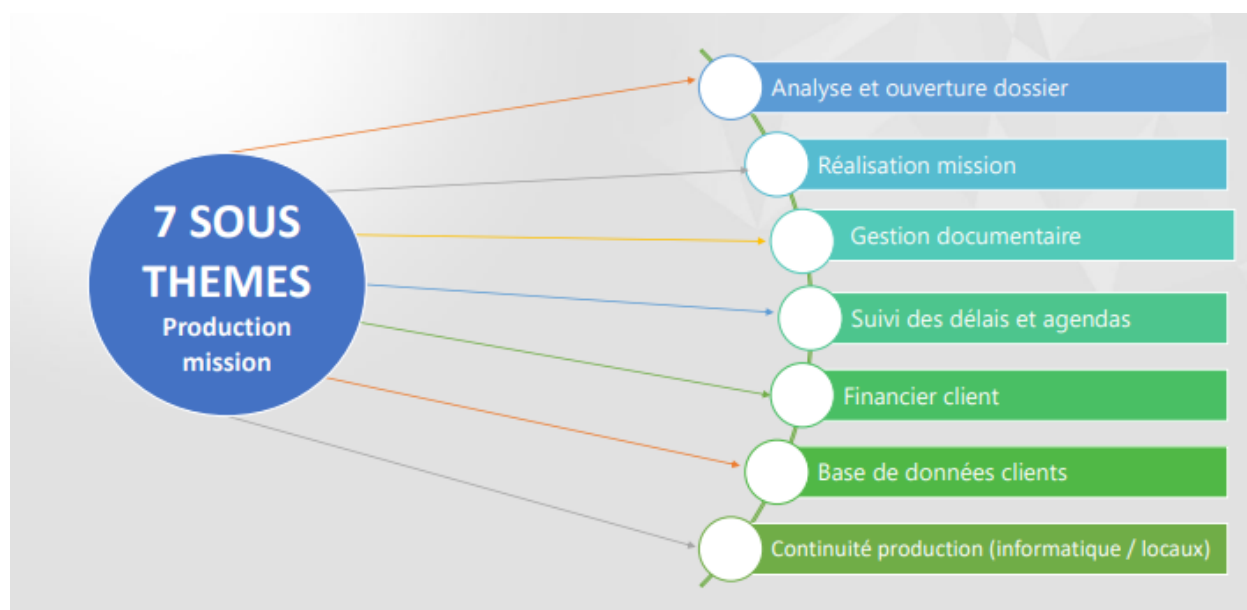 7 SOUS
THEMES
Production
mission
Analyse et ouverture dossier
Réalisation mission
Gestion documentaire
Suivi des délais et agendas
Financier client
Base de données clients
Continuité production (informatique / locaux)